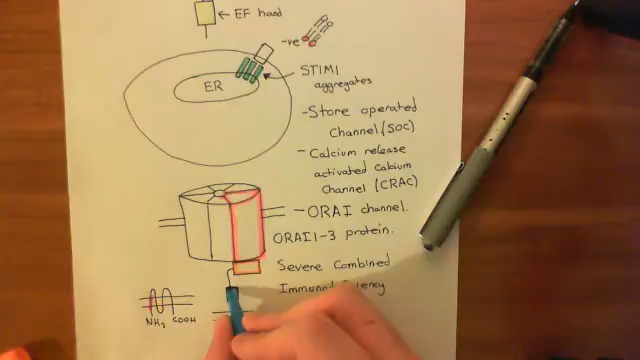 EF hand
-ve
ER
STIM1
aggregates
-Store operated
Channel (SOC)
- Calcium release
activated Calcium
Channel (CRAC)
-ORAI channel.
ORAI1-3 protein.
Severe Combined
NH2 COOH